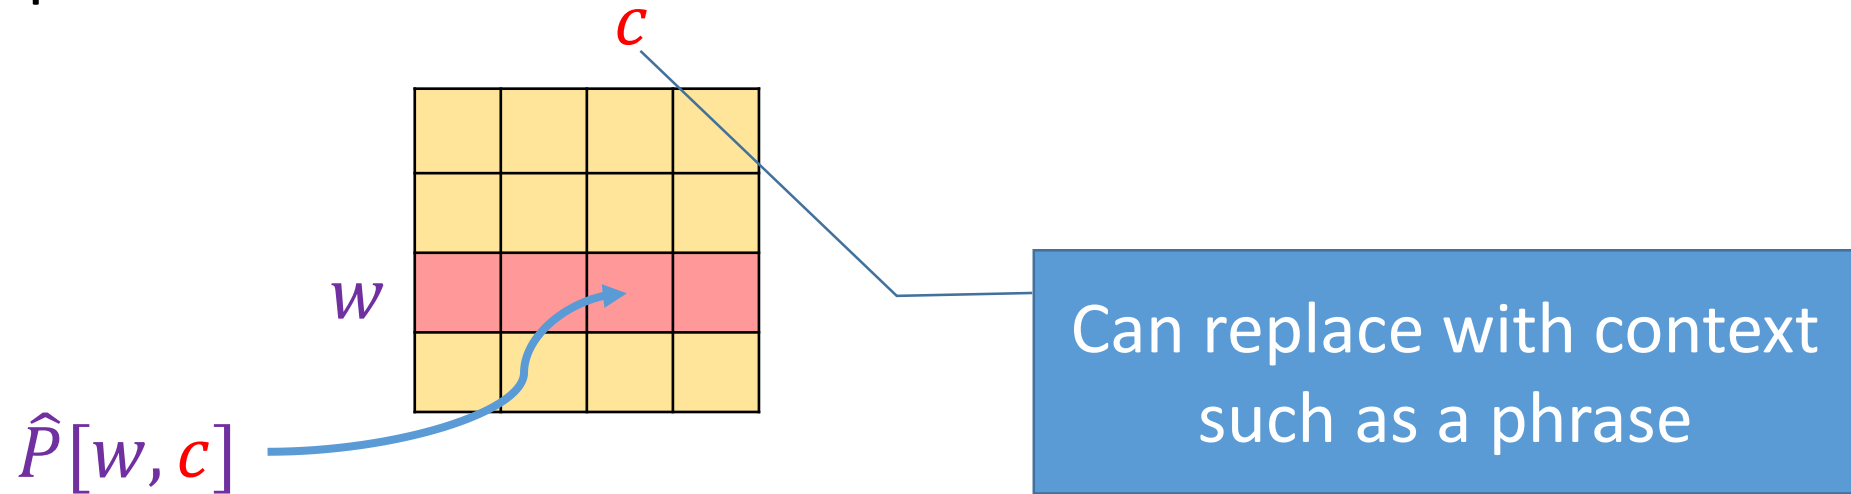 c
w
Can replace with context
such as a phrase
P̂[w, c]